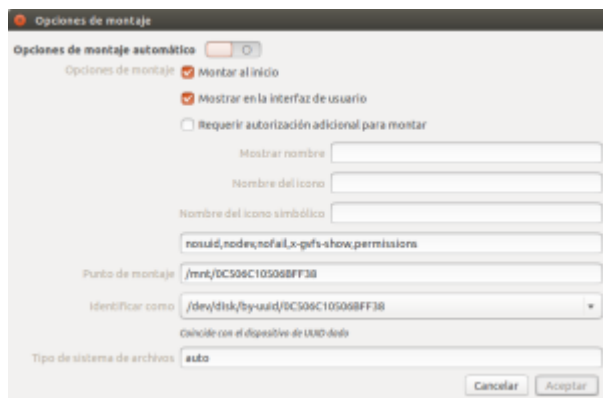 Opciones de montaje
Opciones de montaje automático
Opciones de montaje Montar al inicio
Mostrar en la interfaz de usuario
Requerir autorización adicional para montar
Mostrar nombre
Nombre del icono
Nombre del icono simbólico
nosuid,nodev,nofail,x-gvfs-show,permissions
Punto de montaje /mnt/0C506C10506BFF38
Identificar como /dev/disk/by-uuid/0C506C10506BFF38
Coincide con el dispositivo de UUID dado
Tipo de sistema de archivos auto
Cancelar Aceptar